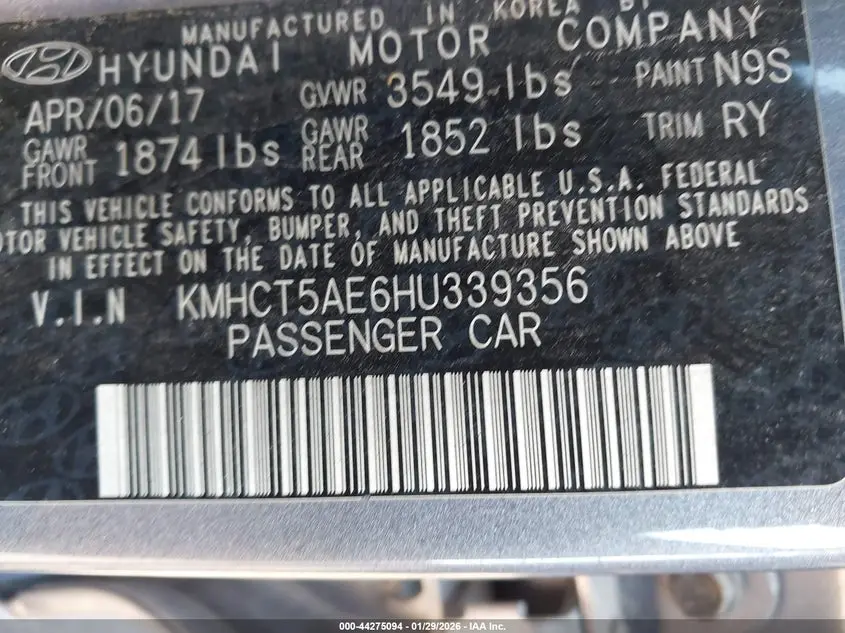 MANUFACTURED IN KOREA BY
HYUNDAI MOTOR COMPANY
APR/06/17 GVWR 3549 lbs PAINT N9S
GAWR FRONT 1874 lbs GAWR REAR 1852 lbs TRIM RY
THIS VEHICLE CONFORMS TO ALL APPLICABLE U.S.A. FEDERAL
OTOR VEHICLE SAFETY, BUMPER, AND THEFT PREVENTION STANDARDS
IN EFFECT ON THE DATE OF MANUFACTURE SHOWN ABOVE
V.I.N KMHCT5AE6HU339356
PASSENGER CAR
000-44275094 - 01/29/2026 - IAA Inc.